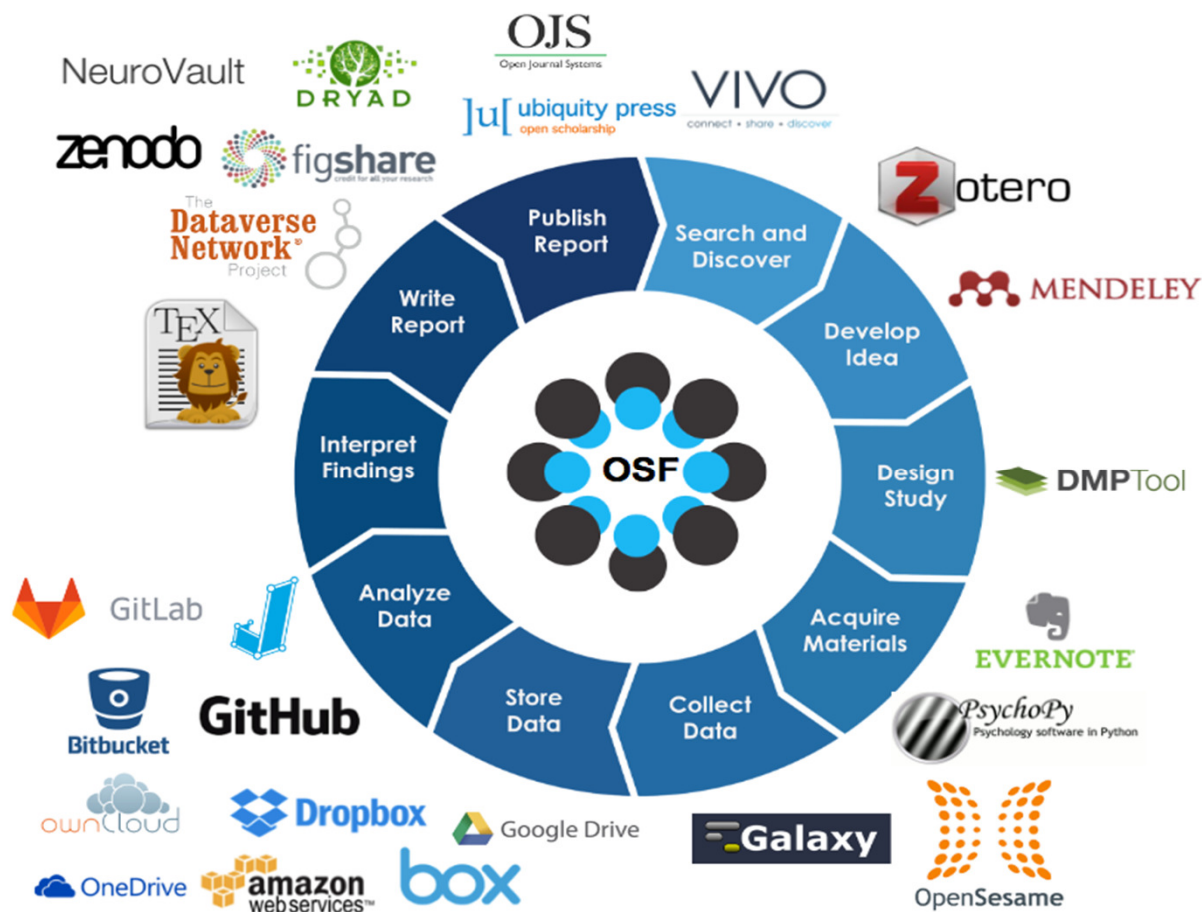 NeuroVault
DRYAD
OJS
Open Journal Systems
]u[ ubiquity press
open scholarship
VIVO
connect • share • discover
zenodo
figshare
credit for all your research
The
Dataverse
Network®
Project
TEX
Zotero
MENDELEY
DMPTool
EVERNOTE®
PsychoPy
Psychology software in Python
OpenSesame
Galaxy
Google Drive
box
Dropbox
amazon
web services™
OneDrive
ownCloud
GitHub
Bitbucket
GitLab
Publish
Report
Search and
Discover
Develop
Idea
Design
Study
Acquire
Materials
Collect
Data
Store
Data
Analyze
Data
Interpret
Findings
Write
Report
OSF